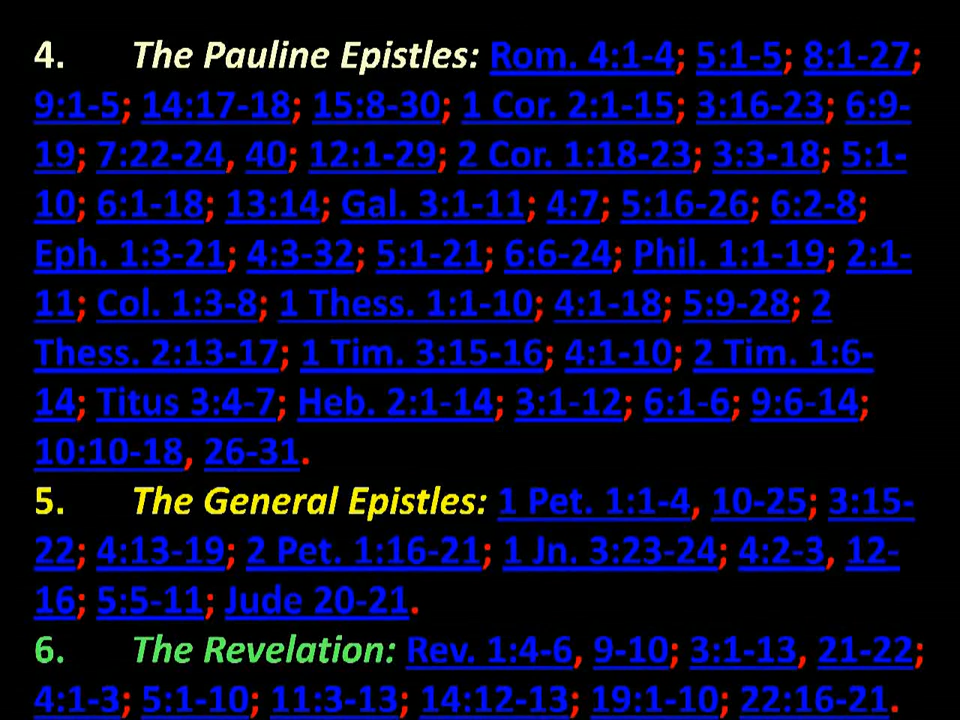 4. The Pauline Epistles: Rom. 4:1-4; 5:1-5; 8:1-27;
9:1-5; 14:17-18; 15:8-30; 1 Cor. 2:1-15; 3:16-23; 6:9-
19; 7:22-24, 40; 12:1-29; 2 Cor. 1:18-23; 3:3-18; 5:1-
10; 6:1-18; 13:14; Gal. 3:1-11; 4:7; 5:16-26; 6:2-8;
Eph. 1:3-21; 4:3-32; 5:1-21; 6:6-24; Phil. 1:1-19; 2:1-
11; Col. 1:3-8; 1 Thess. 1:1-10; 4:1-18; 5:9-28; 2
Thess. 2:13-17; 1 Tim. 3:15-16; 4:1-10; 2 Tim. 1:6-
14; Titus 3:4-7; Heb. 2:1-14; 3:1-12; 6:1-6; 9:6-14;
10:10-18, 26-31.
5. The General Epistles: 1 Pet. 1:1-4, 10-25; 3:15-
22; 4:13-19; 2 Pet. 1:16-21; 1 Jn. 3:23-24; 4:2-3, 12-
16; 5:5-11; Jude 20-21.
6. The Revelation: Rev. 1:4-6, 9-10; 3:1-13, 21-22;
4:1-3; 5:1-10; 11:3-13; 14:12-13; 19:1-10; 22:16-21.